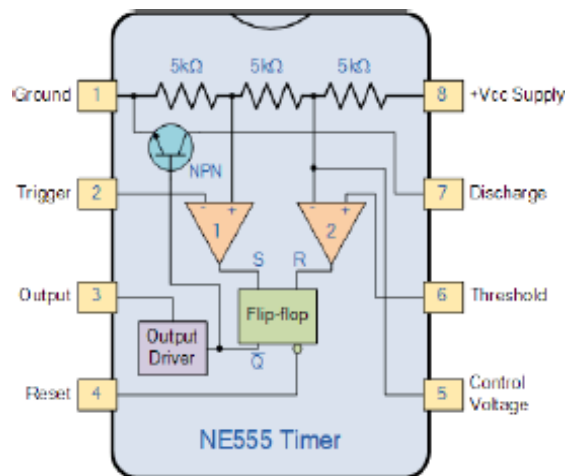 5kΩ 5kΩ 5kΩ
Ground 1 8 +Vcc Supply
NPN
Trigger 2 - + - + 7 Discharge
1 2
S R
Output 3 Flip-flop 6 Threshold
Output
Driver
Q̅
Reset 4 5 Control
Voltage
NE555 Timer